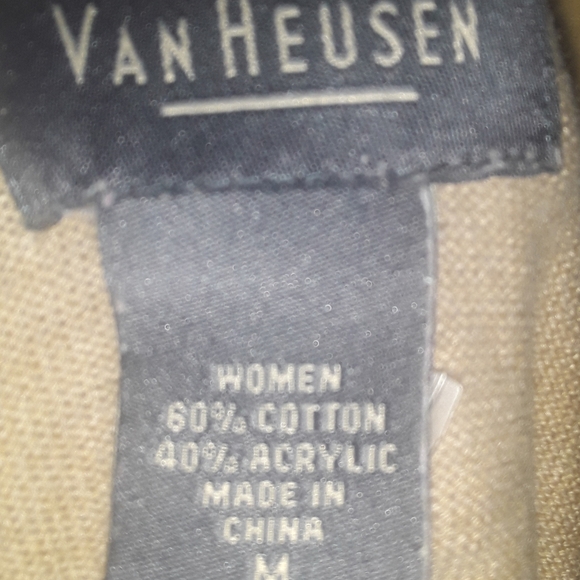 VAN HEUSEN
WOMEN
60% COTTON
40% ACRYLIC
MADE IN
CHINA
M